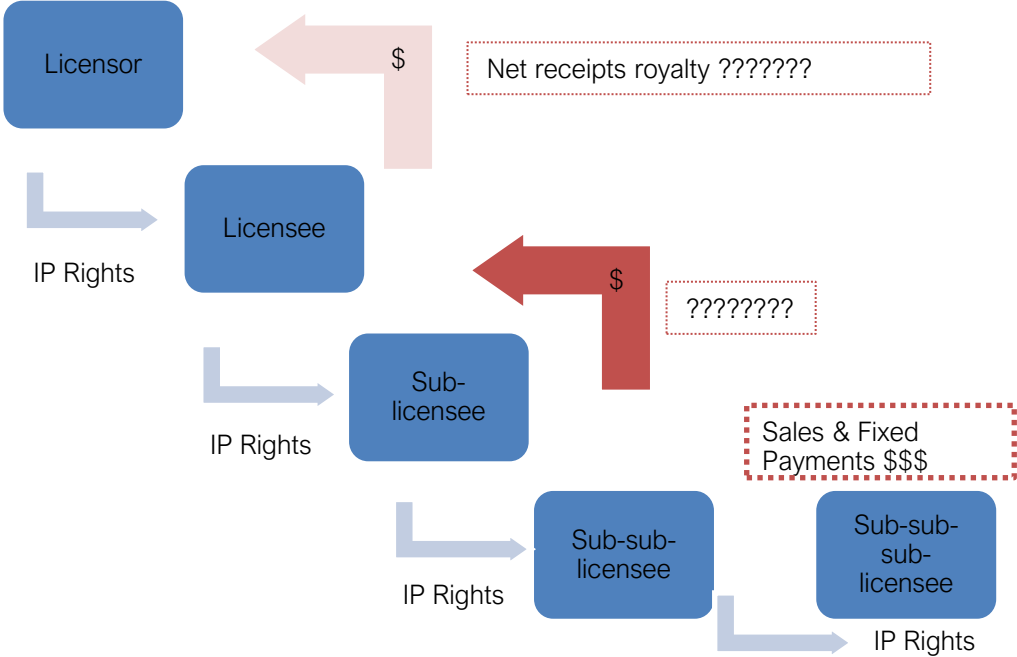 Licensor
$
Net receipts royalty ???????
IP Rights
Licensee
$
????????
IP Rights
Sub-
licensee
Sales & Fixed
Payments $$$
IP Rights
Sub-sub-
licensee
Sub-sub-
sub-
licensee
IP Rights